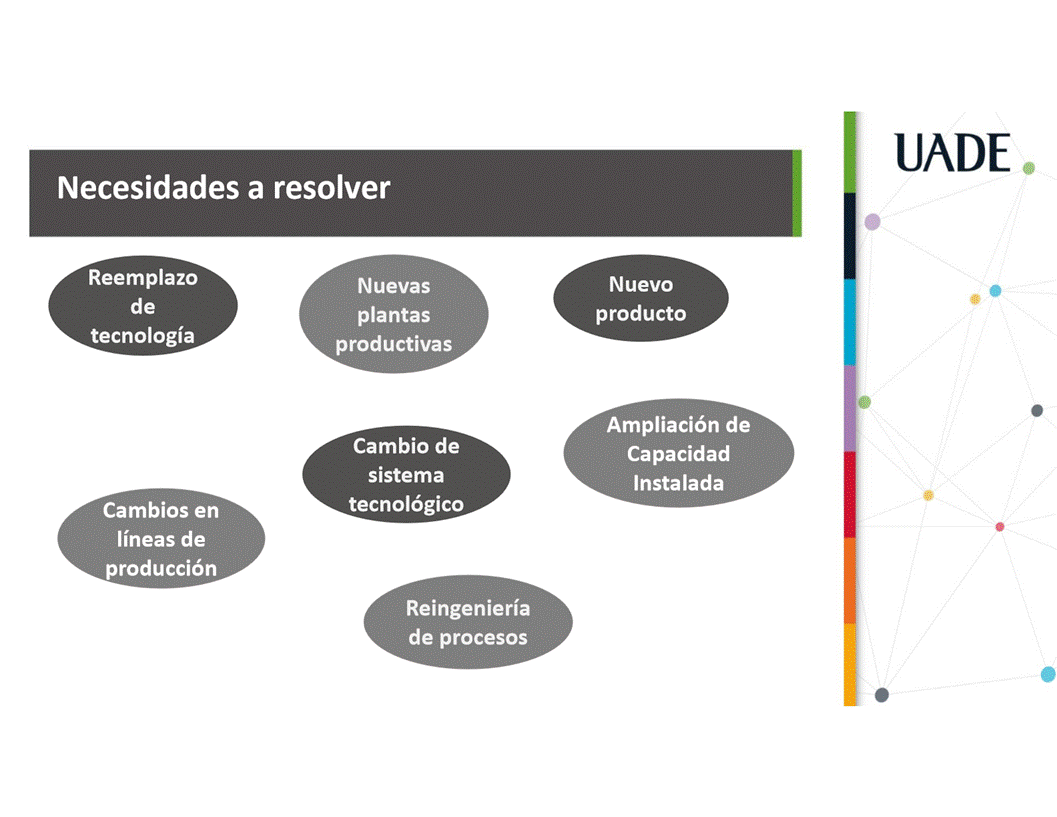 UADE
Necesidades a resolver
Reemplazo
de
tecnología
Nuevas
plantas
productivas
Nuevo
producto
Cambio de
sistema
tecnológico
Ampliación de
Capacidad
Instalada
Cambios en
líneas de
producción
Reingeniería
de procesos